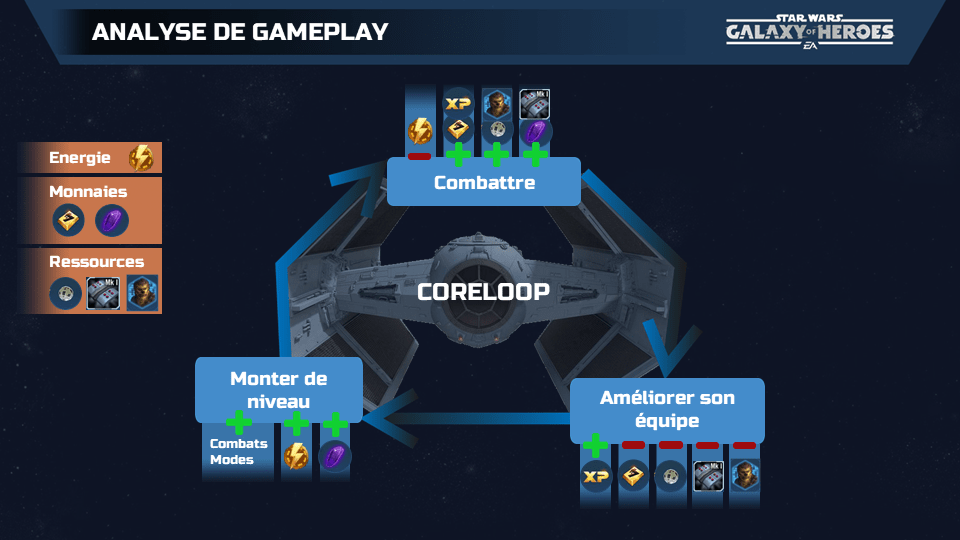 ANALYSE DE GAMEPLAY
STAR WARS
GALAXY OF HEROES
EA
XP
Mk I
Energie
Combattre
Monnaies
Ressources
Mk I
CORELOOP
Monter de
niveau
Améliorer son
équipe
Combats
Modes
XP
Mk I